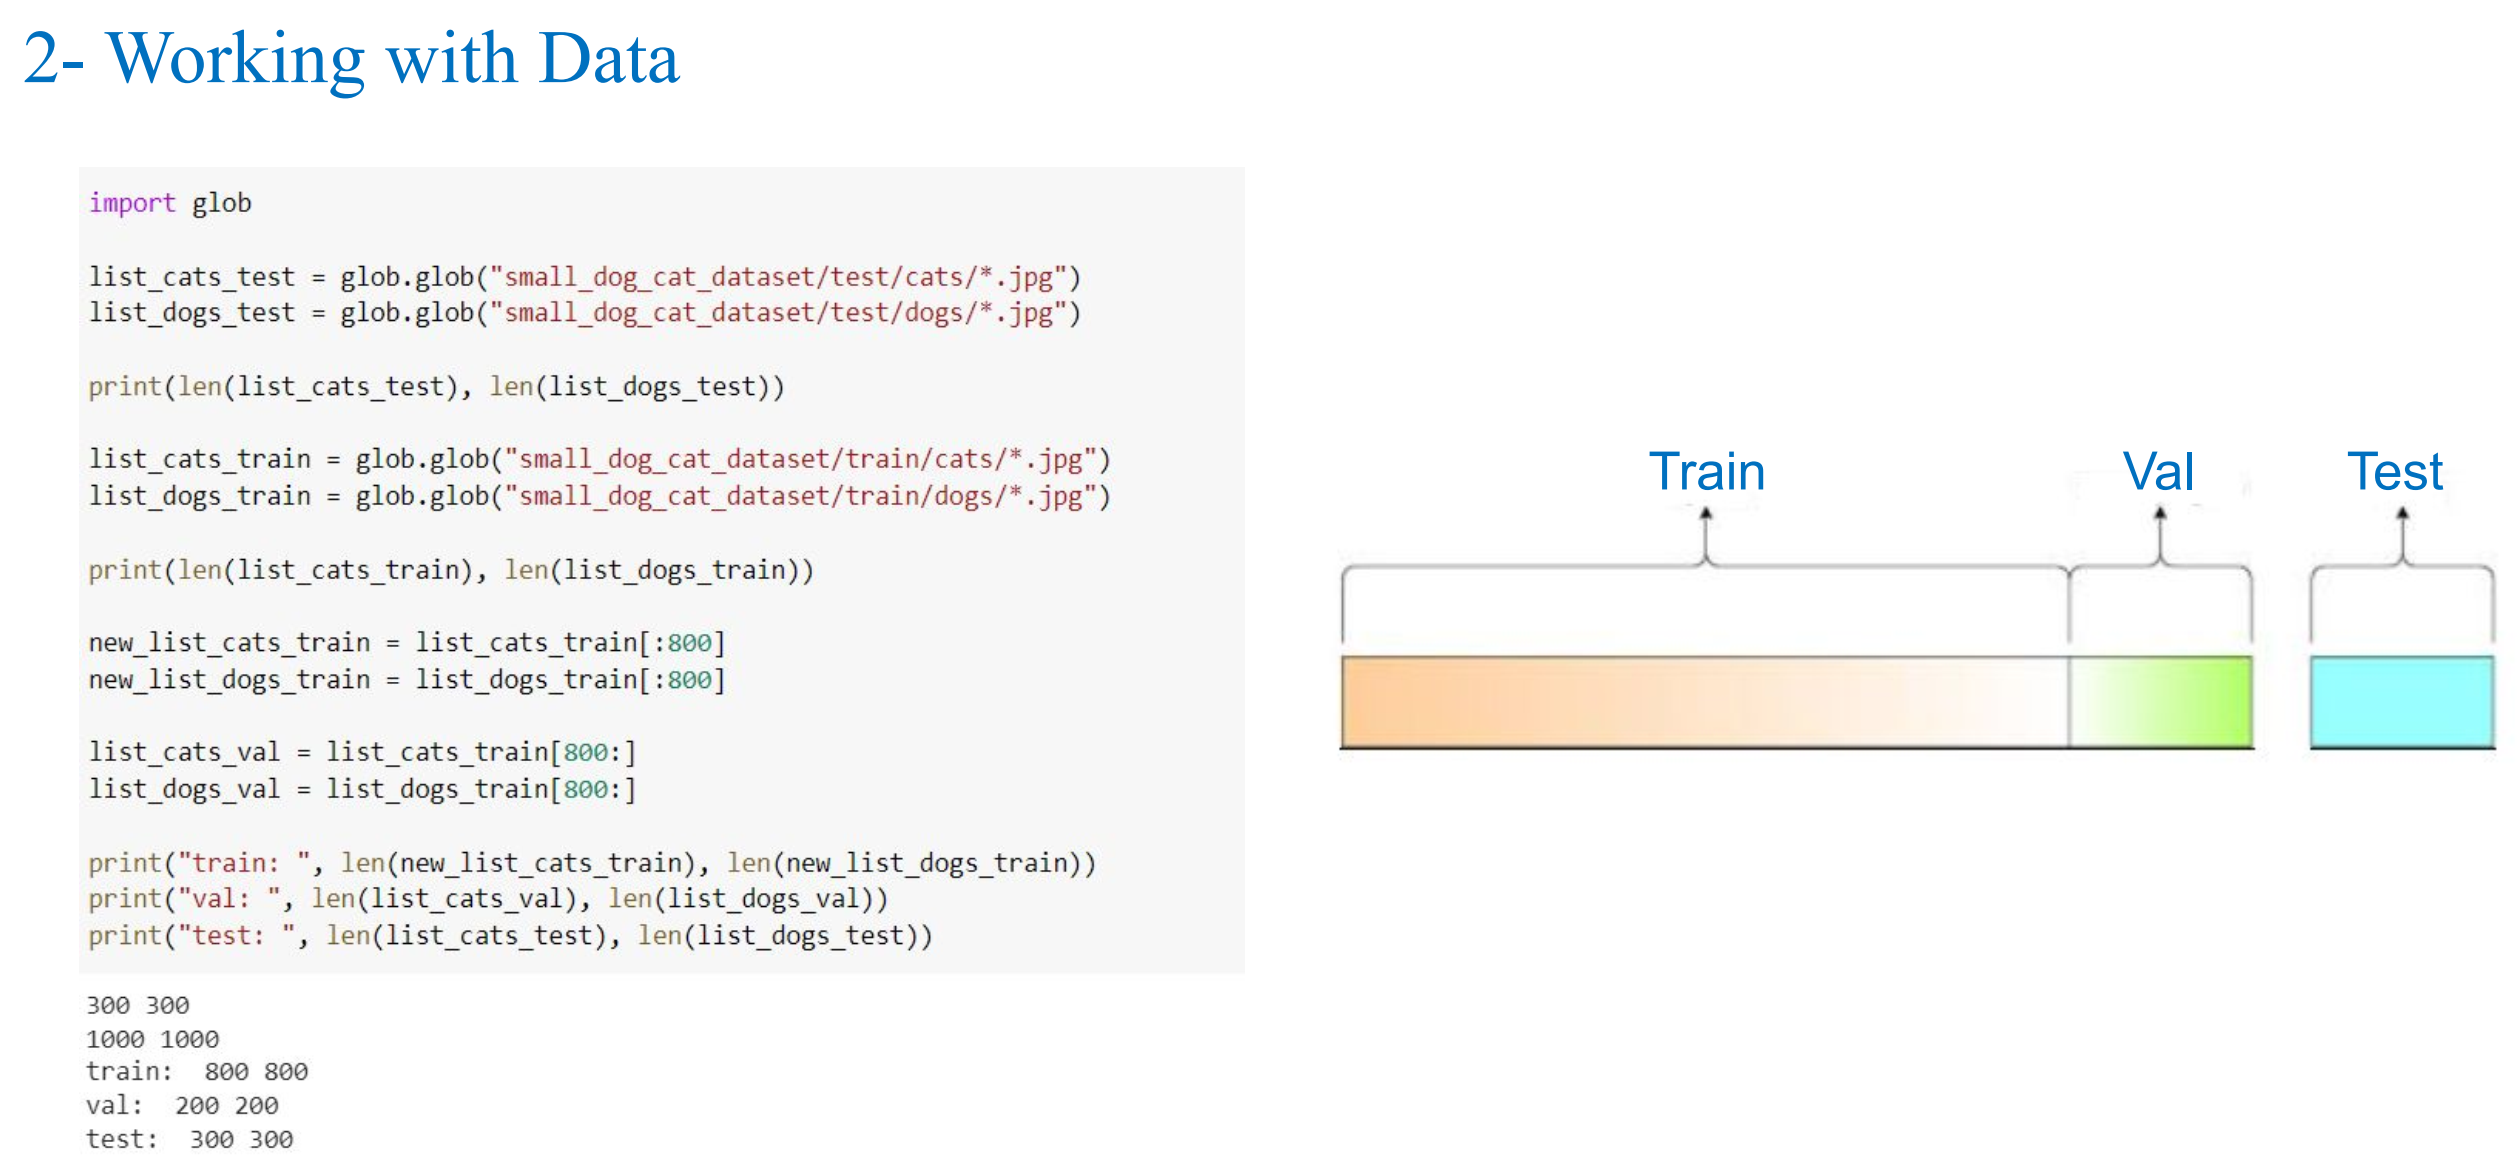 2- Working with Data
import glob
list_cats_test = glob.glob("small_dog_cat_dataset/test/cats/*.jpg")
list_dogs_test = glob.glob("small_dog_cat_dataset/test/dogs/*.jpg")
print(len(list_cats_test), len(list_dogs_test))
list_cats_train = glob.glob("small_dog_cat_dataset/train/cats/*.jpg")
list_dogs_train = glob.glob("small_dog_cat_dataset/train/dogs/*.jpg")
print(len(list_cats_train), len(list_dogs_train))
new_list_cats_train = list_cats_train[:800]
new_list_dogs_train = list_dogs_train[:800]
list_cats_val = list_cats_train[800:]
list_dogs_val = list_dogs_train[800:]
print("train: ", len(new_list_cats_train), len(new_list_dogs_train))
print("val: ", len(list_cats_val), len(list_dogs_val))
print("test: ", len(list_cats_test), len(list_dogs_test))
300 300
1000 1000
train:  800 800
val:  200 200
test:  300 300
Train Val Test